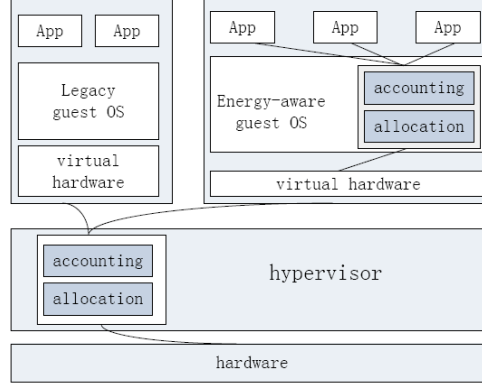 App App
App App App
Legacy
guest OS
Energy-aware
guest OS
accounting
allocation
virtual
hardware
virtual hardware
accounting
allocation
hypervisor
hardware